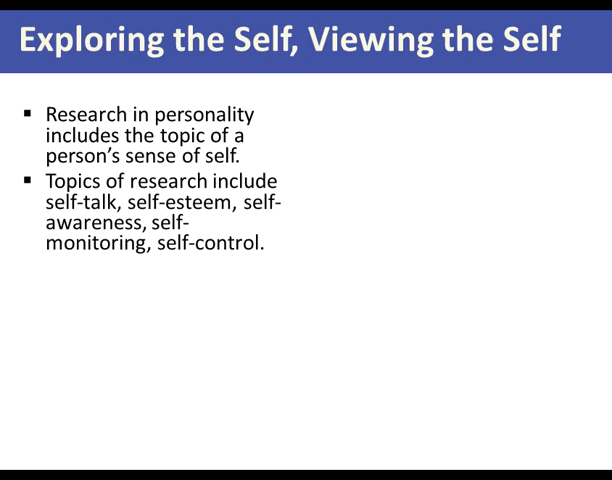 Exploring the Self, Viewing the Self
▪ Research in personality
includes the topic of a
person's sense of self.
▪ Topics of research include
self-talk, self-esteem, self-
awareness, self-
monitoring, self-control.